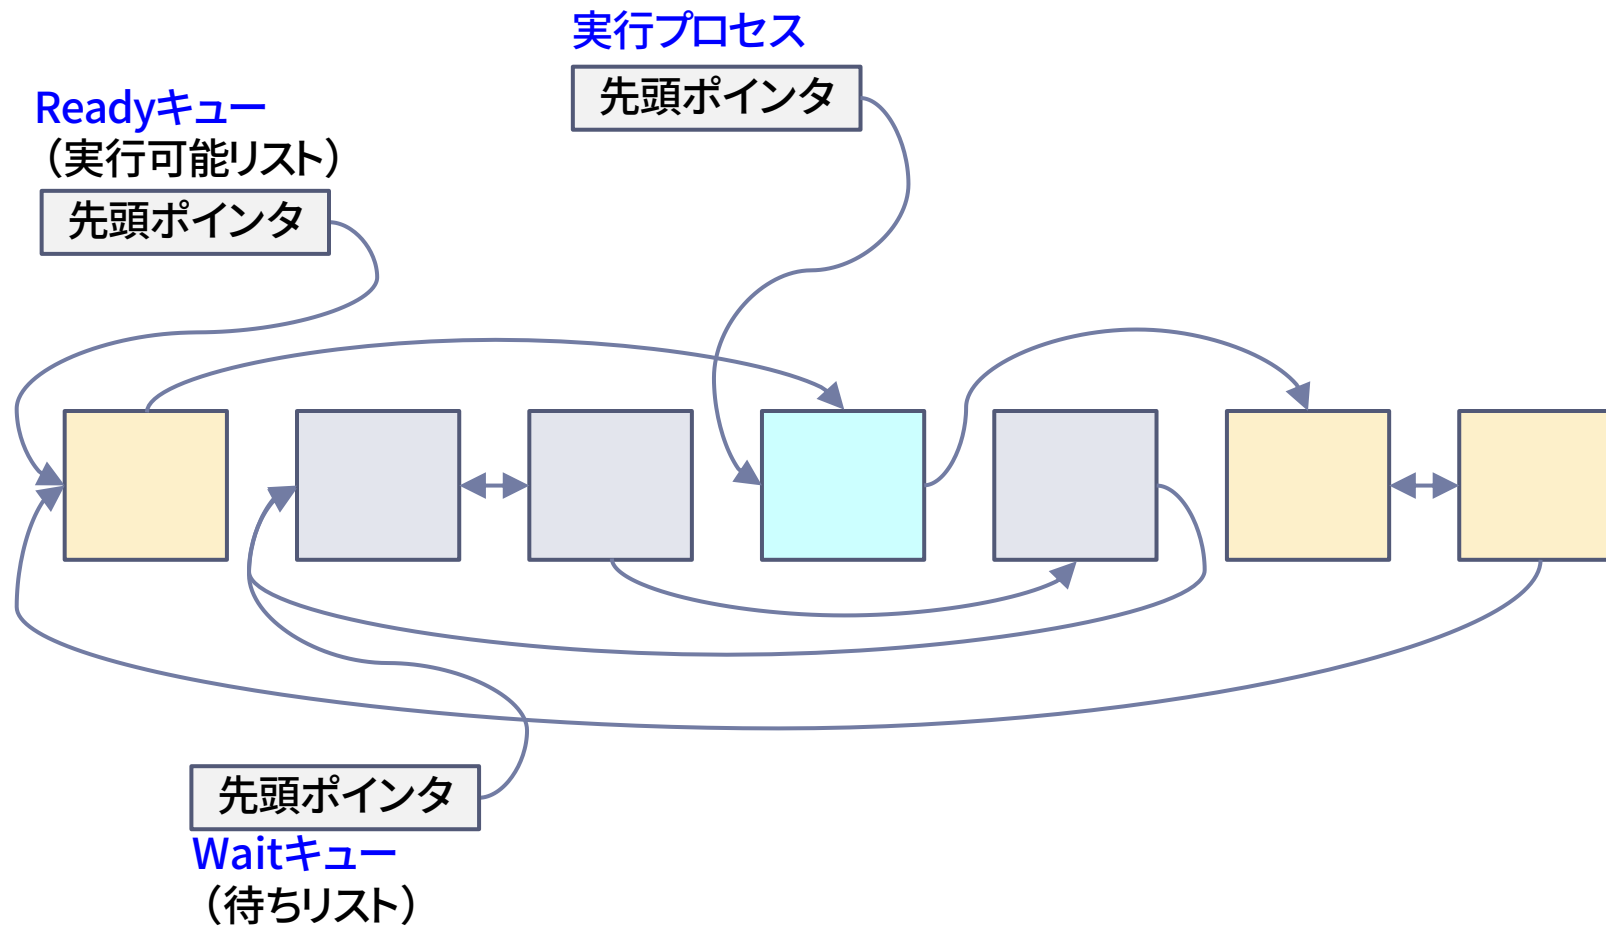 実行プロセス
先頭ポインタ
Readyキュー
（実行可能リスト）
先頭ポインタ
先頭ポインタ
Waitキュー
（待ちリスト）